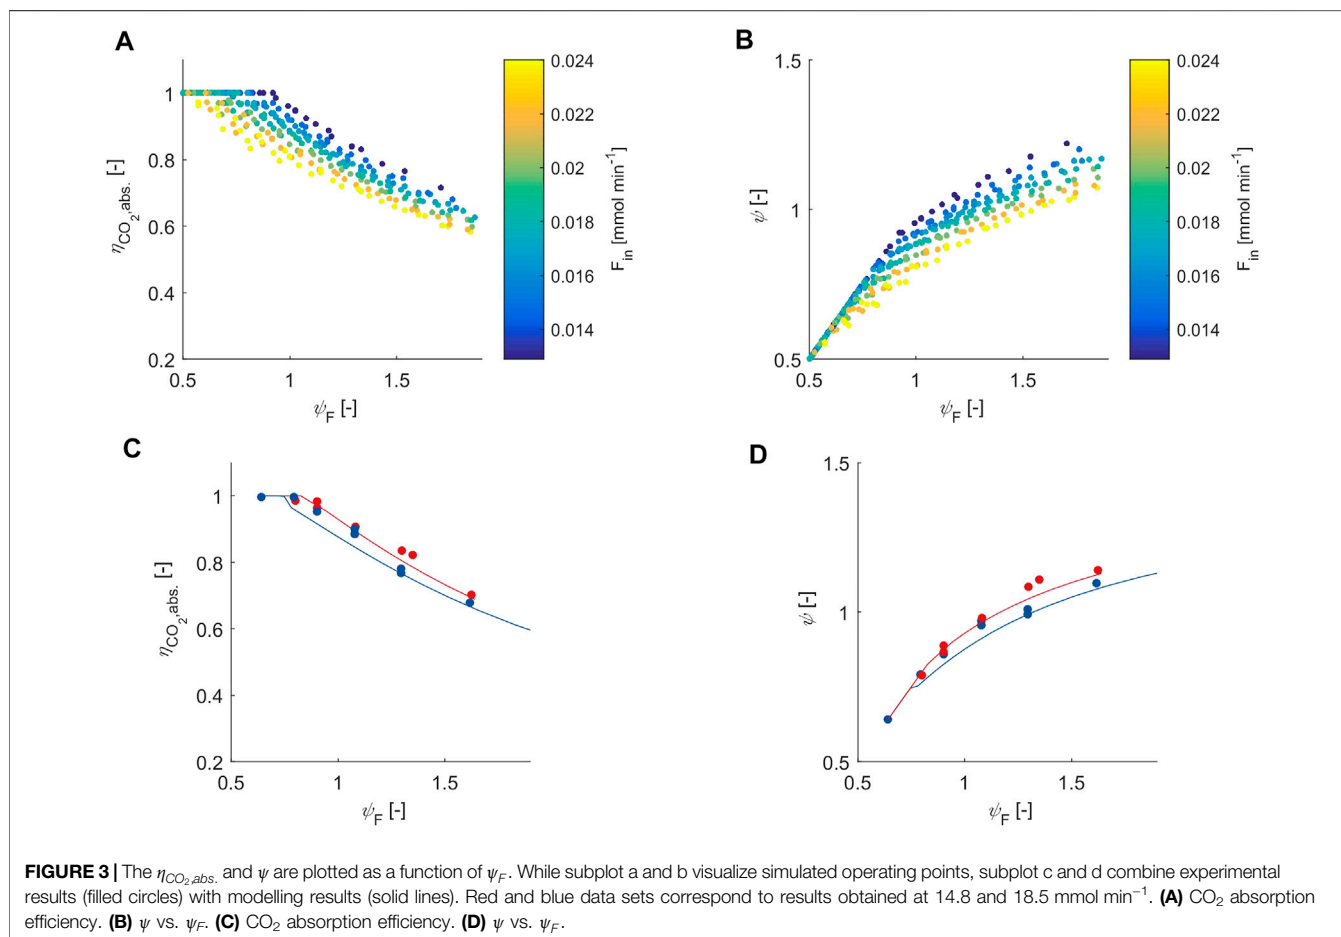 A
1
0.8
0.6
0.4
0.2
0.5
1
1.5
η_CO₂,abs. [-]
ψ_F [-]
0.024
0.022
0.02
0.018
0.016
0.014
F_in [mmol min⁻¹]
B
1.5
1
0.5
0.5
1
1.5
ψ [-]
ψ_F [-]
0.024
0.022
0.02
0.018
0.016
0.014
F_in [mmol min⁻¹]
C
1
0.8
0.6
0.4
0.2
0.5
1
1.5
η_CO₂,abs. [-]
ψ_F [-]
D
1.5
1
0.5
0.5
1
1.5
ψ [-]
ψ_F [-]
FIGURE 3 | The η_CO₂,abs. and ψ are plotted as a function of ψ_F. While subplot a and b visualize simulated operating points, subplot c and d combine experimental
results (filled circles) with modelling results (solid lines). Red and blue data sets correspond to results obtained at 14.8 and 18.5 mmol min⁻¹. (A) CO₂ absorption
efficiency. (B) ψ vs. ψ_F. (C) CO₂ absorption efficiency. (D) ψ vs. ψ_F.